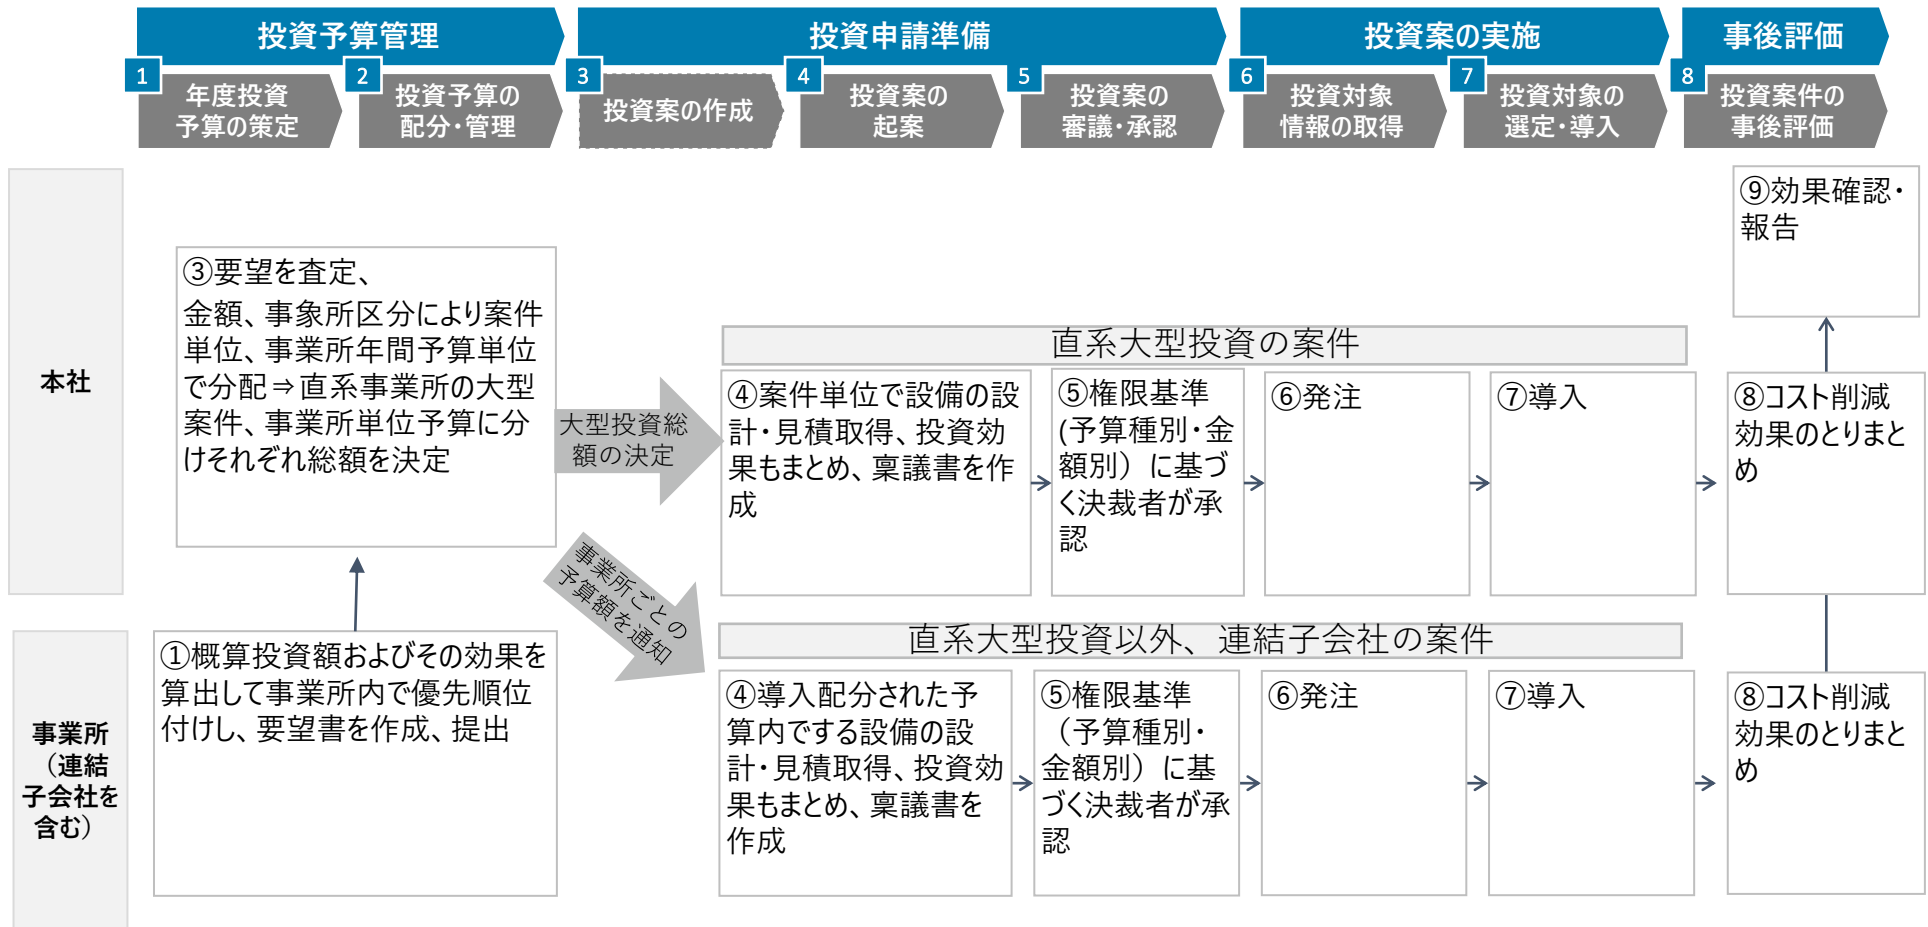 投資予算管理
投資申請準備
投資案の実施
事後評価
1
年度投資
予算の策定
2
投資予算の
配分・管理
3
投資案の作成
4
投資案の
起案
5
投資案の
審議・承認
6
投資対象
情報の取得
7
投資対象の
選定・導入
8
投資案件の
事後評価
本社
③要望を査定、
金額、事象所区分により案件
単位、事業所年間予算単位
で分配⇒直系事業所の大型
案件、事業所単位予算に分
けそれぞれ総額を決定
大型投資総
額の決定
直系大型投資の案件
④案件単位で設備の設
計・見積取得、投資効
果もまとめ、稟議書を作
成
⑤権限基準
(予算種別・金
額別）に基づ
く決裁者が承
認
⑥発注
⑦導入
⑧コスト削減
効果のとりまと
め
⑨効果確認・
報告
事業所
（連結
子会社を
含む）
①概算投資額およびその効果を
算出して事業所内で優先順位
付けし、要望書を作成、提出
事業所ごとの
予算額を通知
直系大型投資以外、連結子会社の案件
④導入配分された予
算内でする設備の設
計・見積取得、投資効
果もまとめ、稟議書を
作成
⑤権限基準
（予算種別・
金額別）に基
づく決裁者が承
認
⑥発注
⑦導入
⑧コスト削減
効果のとりまと
め